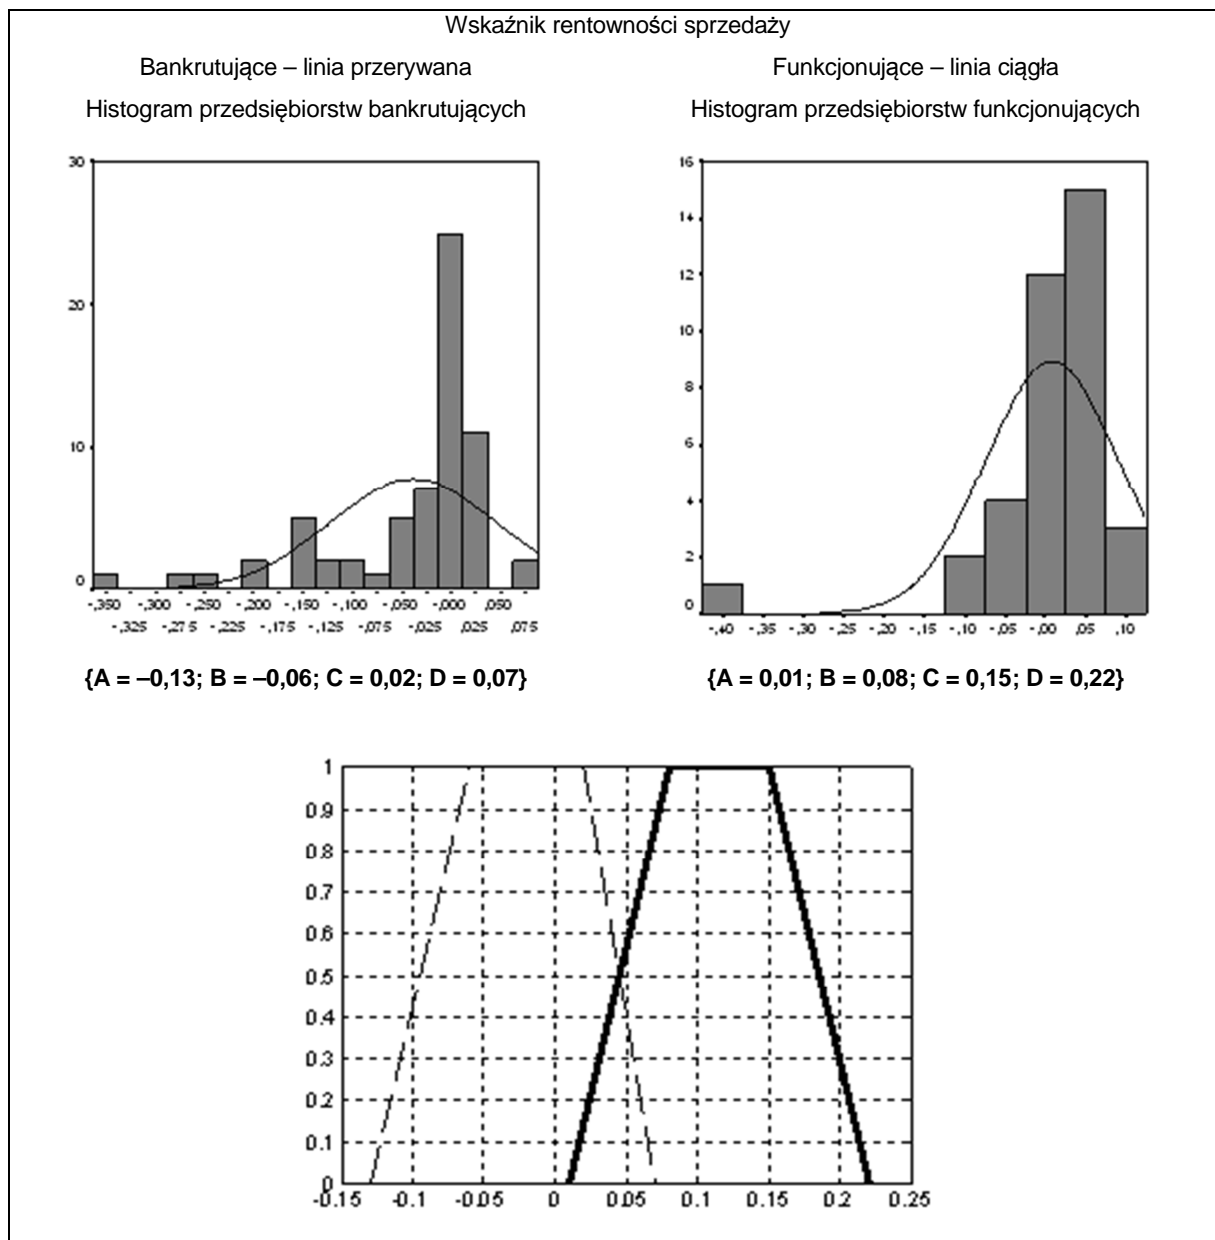 Wskaźnik rentowności sprzedaży
Bankrutujące – linia przerywana
Histogram przedsiębiorstw bankrutujących
30
20
10
0
-,350 -,300 -,250 -,200 -,150 -,100 -,050 ,000 ,050
-,325 -,275 -,225 -,175 -,125 -,075 -,025 ,025 ,075
{A = –0,13; B = –0,06; C = 0,02; D = 0,07}
Funkcjonujące – linia ciągła
Histogram przedsiębiorstw funkcjonujących
16
14
12
10
8
6
4
2
0
-,40 -,35 -,30 -,25 -,20 -,15 -,10 -,05 -,00 ,05 ,10
{A = 0,01; B = 0,08; C = 0,15; D = 0,22}
1
0.9
0.8
0.7
0.6
0.5
0.4
0.3
0.2
0.1
0
-0.15 -0.1 -0.05 0 0.05 0.1 0.15 0.2 0.25